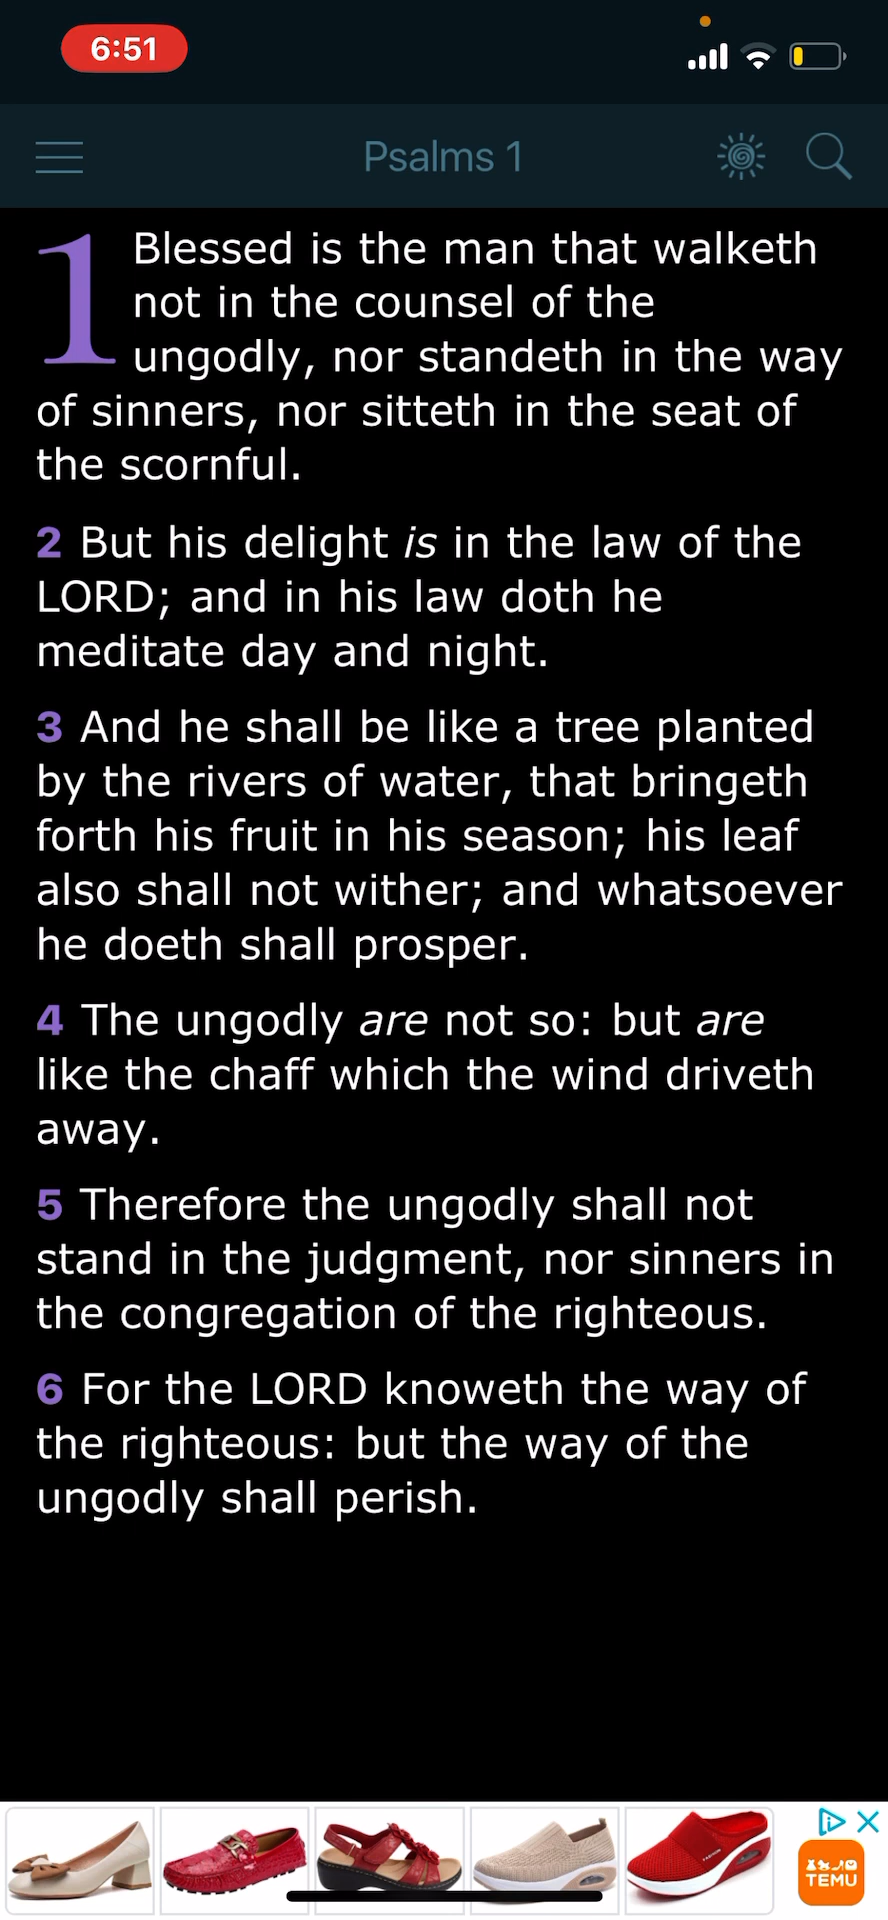 6:51
Psalms 1
1 Blessed is the man that walketh
not in the counsel of the
ungodly, nor standeth in the way
of sinners, nor sitteth in the seat of
the scornful.
2 But his delight is in the law of the
LORD; and in his law doth he
meditate day and night.
3 And he shall be like a tree planted
by the rivers of water, that bringeth
forth his fruit in his season; his leaf
also shall not wither; and whatsoever
he doeth shall prosper.
4 The ungodly are not so: but are
like the chaff which the wind driveth
away.
5 Therefore the ungodly shall not
stand in the judgment, nor sinners in
the congregation of the righteous.
6 For the LORD knoweth the way of
the righteous: but the way of the
ungodly shall perish.
TEMU